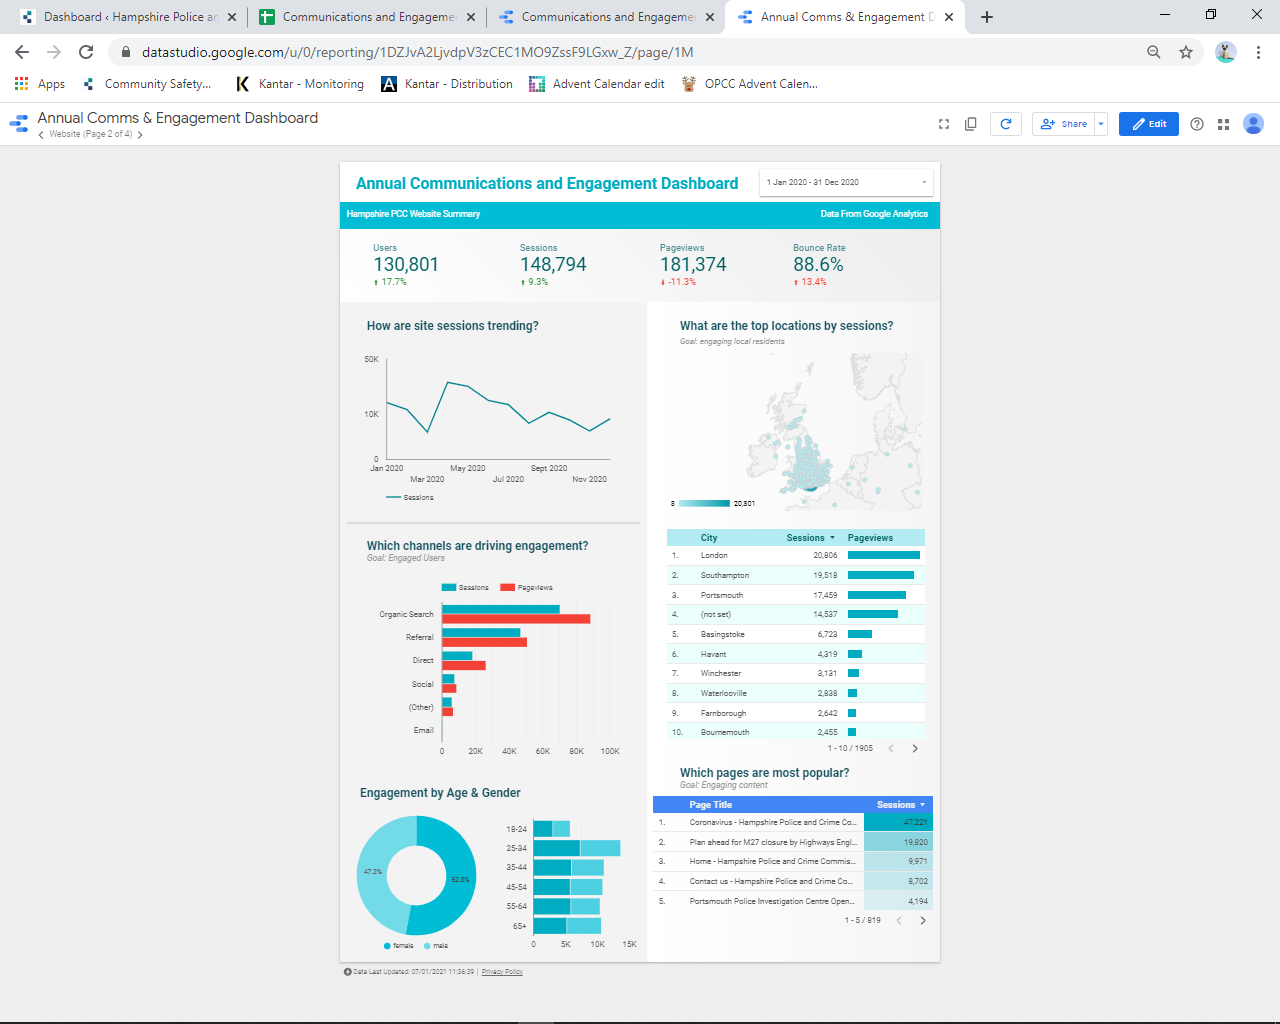 Dashboard ‹ Hampshire Police an
Communications and Engagemen
Communications and Engagemen
Annual Comms & Engagement D
datastudio.google.com/u/0/reporting/1DZJvA2LjvdpV3zCEC1MO9ZssF9LGxw_Z/page/1M
Apps
Community Safety...
Kantar - Monitoring
Kantar - Distribution
Advent Calendar edit
OPCC Advent Calen...
Annual Comms & Engagement Dashboard
Website (Page 2 of 4)
Share
Edit
Annual Communications and Engagement Dashboard
1 Jan 2020 - 31 Dec 2020
Hampshire PCC Website Summary
Data From Google Analytics
Users
130,801
17.7%
Sessions
148,794
9.3%
Pageviews
181,374
-11.3%
Bounce Rate
88.6%
13.4%
How are site sessions trending?
50K
10K
0
Jan 2020
Mar 2020
May 2020
Jul 2020
Sept 2020
Nov 2020
Sessions
What are the top locations by sessions?
Goal: engaging local residents
8
20,801
City Sessions Pageviews
1. London 20,806
2. Southampton 19,518
3. Portsmouth 17,459
4. (not set) 14,537
5. Basingstoke 6,723
6. Havant 4,319
7. Winchester 3,131
8. Waterlooville 2,838
9. Farnborough 2,642
10. Bournemouth 2,455
1 - 10 / 1905
Which channels are driving engagement?
Goal: Engaged Users
Sessions Pageviews
Organic Search
Referral
Direct
Social
(Other)
Email
0 20K 40K 60K 80K 100K
Which pages are most popular?
Goal: Engaging content
Page Title Sessions
1. Coronavirus - Hampshire Police and Crime Co... 47,221
2. Plan ahead for M27 closure by Highways Engl... 19,820
3. Home - Hampshire Police and Crime Commis... 9,971
4. Contact us - Hampshire Police and Crime Co... 8,702
5. Portsmouth Police Investigation Centre Open... 4,194
1 - 5 / 819
Engagement by Age & Gender
47.2%
52.8%
female male
18-24
25-34
35-44
45-54
55-64
65+
0 5K 10K 15K
Data Last Updated: 07/01/2021 11:36:39
Privacy Policy